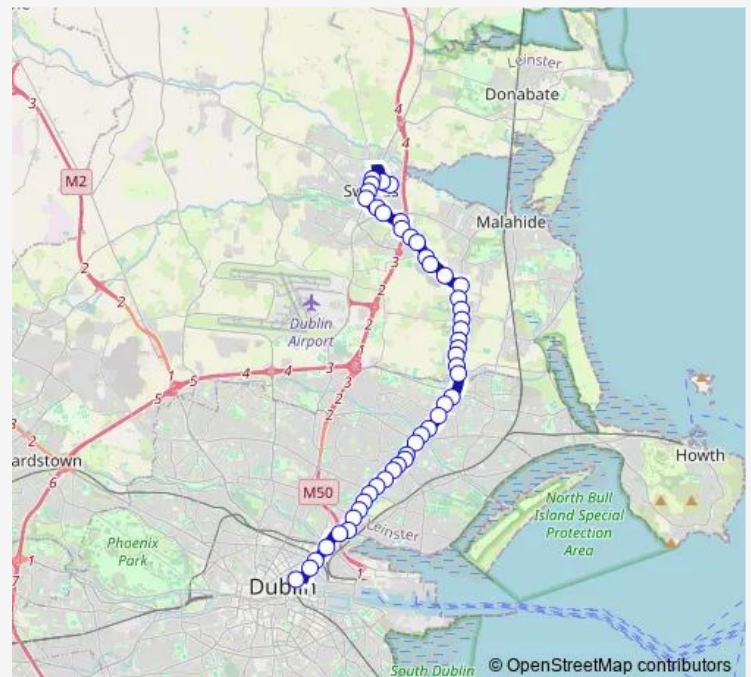 Leinster
Donabate
3
4
4
M2
Malahide
2
3
2
Dublin
Airport
2
1
4
4
3
3
5
5
1
2
2
3
2
ardstown
6
Howth
M50
North Bull
Island Special
Protection
Area
Leinster
Phoenix
Park
1
1
Dublin
7
South Dublin
© OpenStreetMap contributors